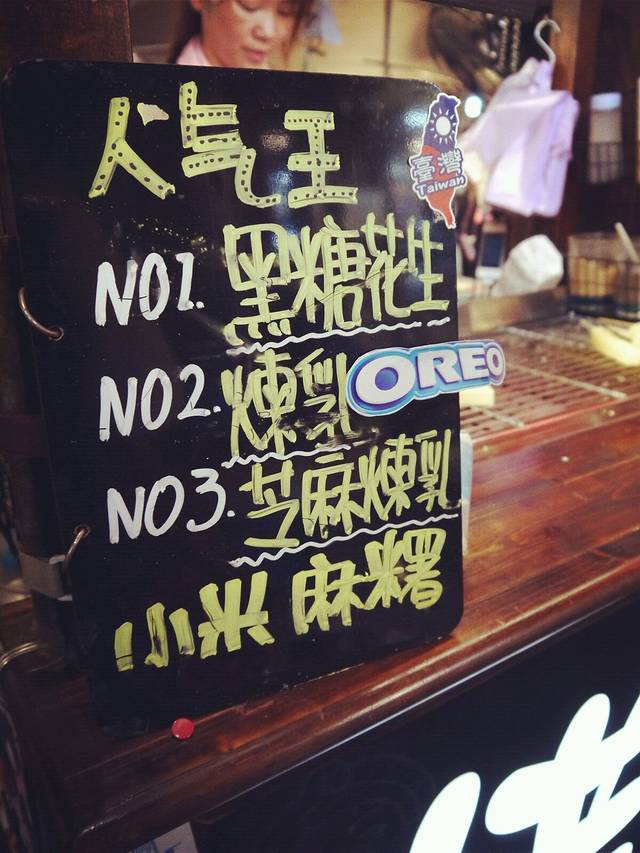 人气王
臺灣
Taiwan
NO1. 黑糖花生
NO2. 煉乳 OREO
NO3. 芝麻煉乳
小米麻糬